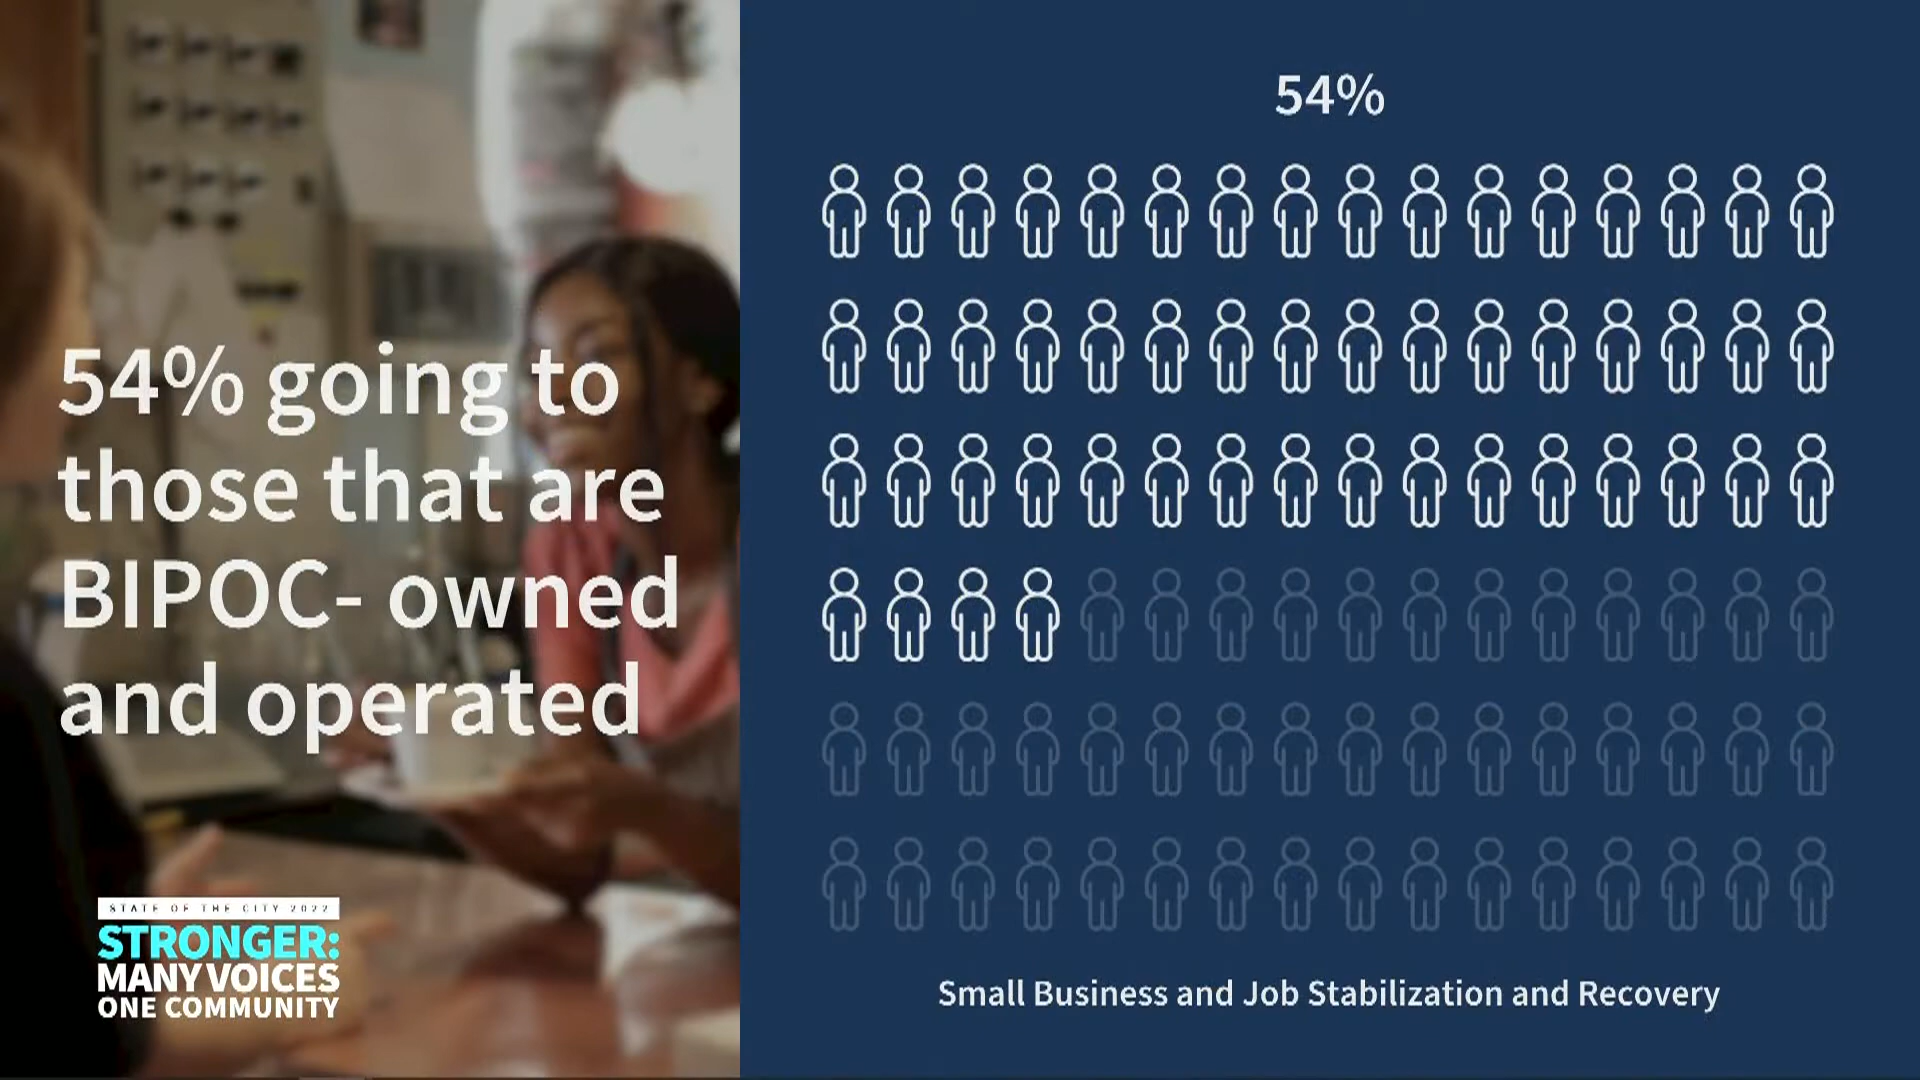 54% going to
those that are
BIPOC- owned
and operated
STATE OF THE CITY 2022
STRONGER:
MANY VOICES
ONE COMMUNITY
54%
Small Business and Job Stabilization and Recovery